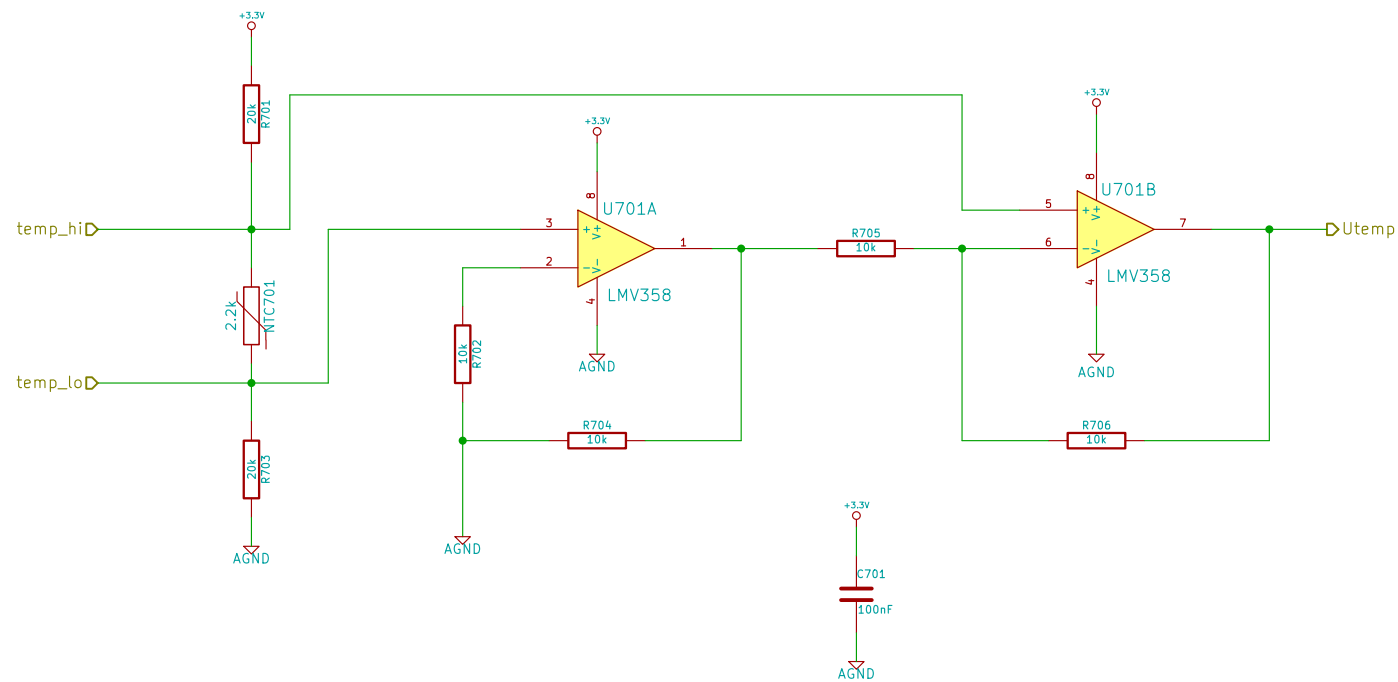 +3.3V
20k
R701
+3.3V
+3.3V
8
U701B
5
+
V+
7
6
-
V-
4
LMV358
Utemp
AGND
8
U701A
3
+
V+
1
2
-
V-
4
LMV358
AGND
temp_hi
R705
10k
2.2k
NTC701
10k
R702
temp_lo
R704
10k
R706
10k
20k
R703
AGND
AGND
+3.3V
C701
100nF
AGND